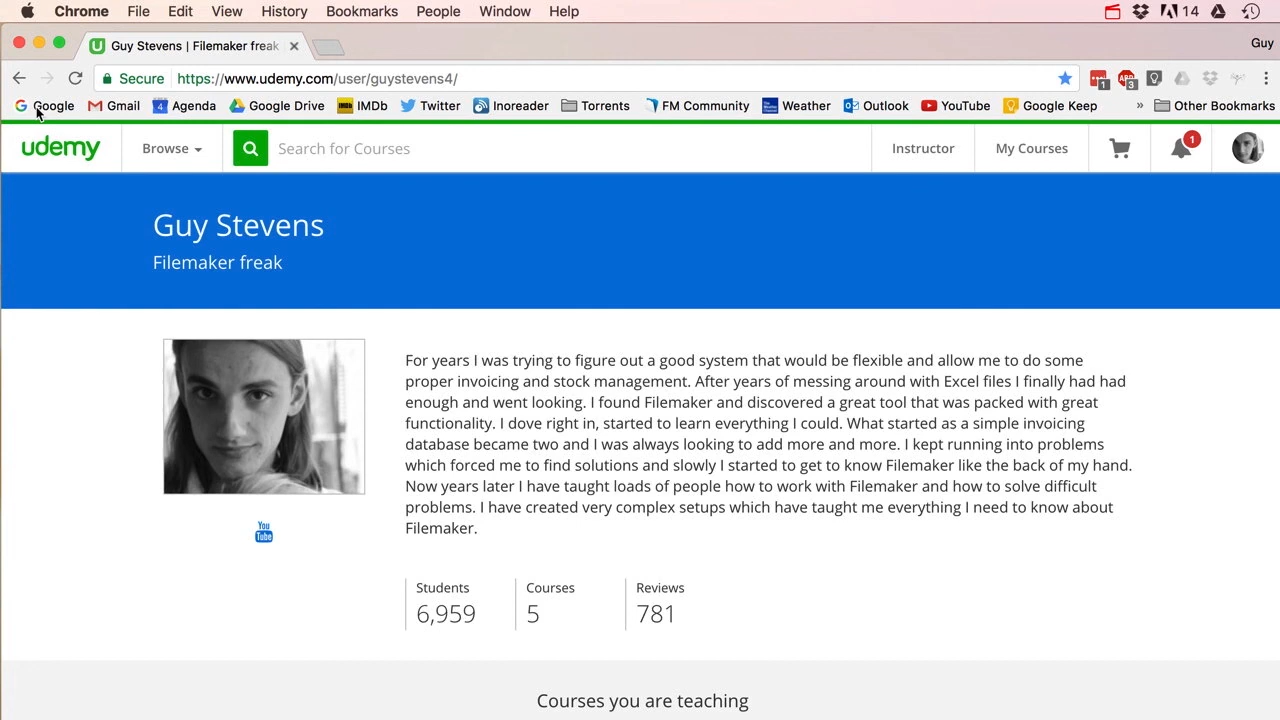 Chrome File Edit View History Bookmarks People Window Help 14
Guy Stevens | Filemaker freak Guy
Secure https://www.udemy.com/user/guystevens4/ 1 ABP 3
Google Gmail 4 Agenda Google Drive IMDb Twitter Inoreader Torrents FM Community Weather Outlook YouTube Google Keep » Other Bookmarks
udemy Browse Search for Courses Instructor My Courses 1
Guy Stevens
Filemaker freak
For years I was trying to figure out a good system that would be flexible and allow me to do some
proper invoicing and stock management. After years of messing around with Excel files I finally had had
enough and went looking. I found Filemaker and discovered a great tool that was packed with great
functionality. I dove right in, started to learn everything I could. What started as a simple invoicing
database became two and I was always looking to add more and more. I kept running into problems
which forced me to find solutions and slowly I started to get to know Filemaker like the back of my hand.
Now years later I have taught loads of people how to work with Filemaker and how to solve difficult
problems. I have created very complex setups which have taught me everything I need to know about
Filemaker.
You
Tube
Students Courses Reviews
6,959 5 781
Courses you are teaching